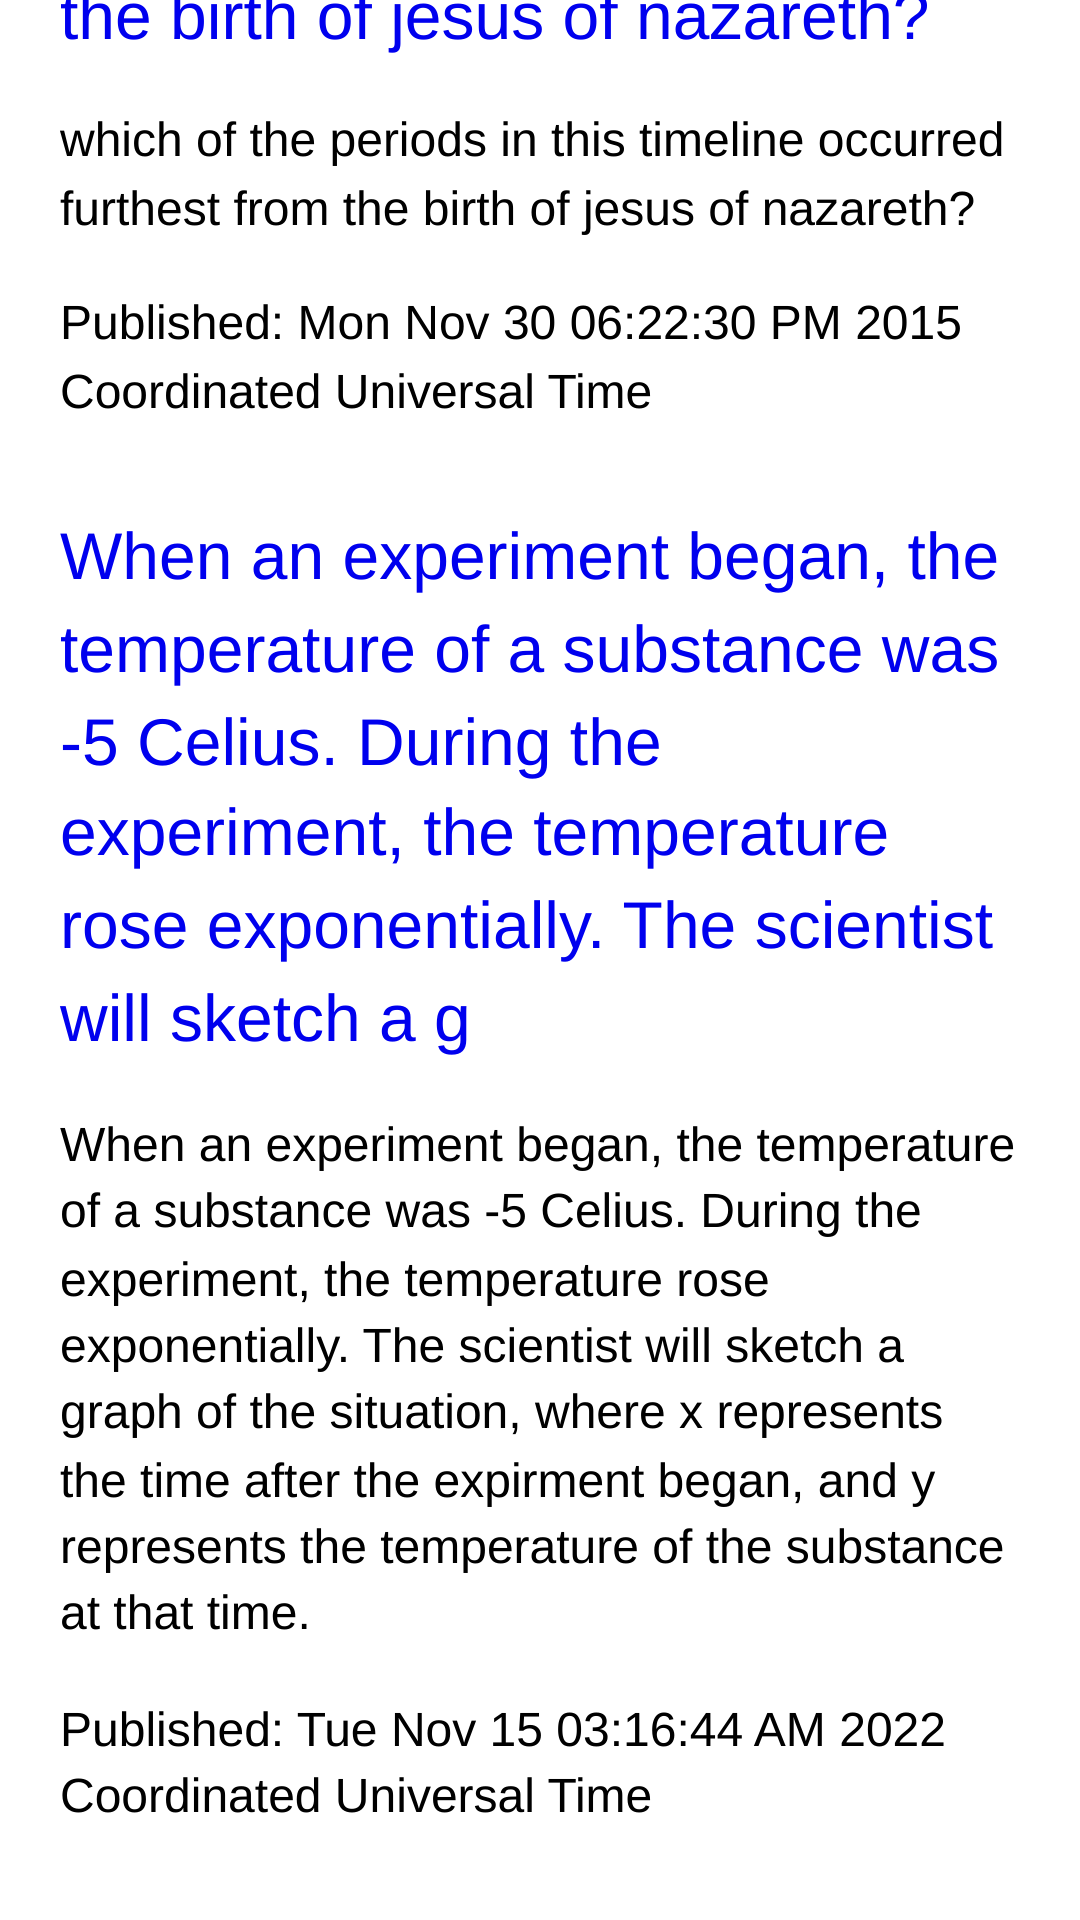 the birth of jesus of nazareth?
which of the periods in this timeline occurred
furthest from the birth of jesus of nazareth?
Published: Mon Nov 30 06:22:30 PM 2015
Coordinated Universal Time
When an experiment began, the
temperature of a substance was
-5 Celius. During the
experiment, the temperature
rose exponentially. The scientist
will sketch a g
When an experiment began, the temperature
of a substance was -5 Celius. During the
experiment, the temperature rose
exponentially. The scientist will sketch a
graph of the situation, where x represents
the time after the expirment began, and y
represents the temperature of the substance
at that time.
Published: Tue Nov 15 03:16:44 AM 2022
Coordinated Universal Time